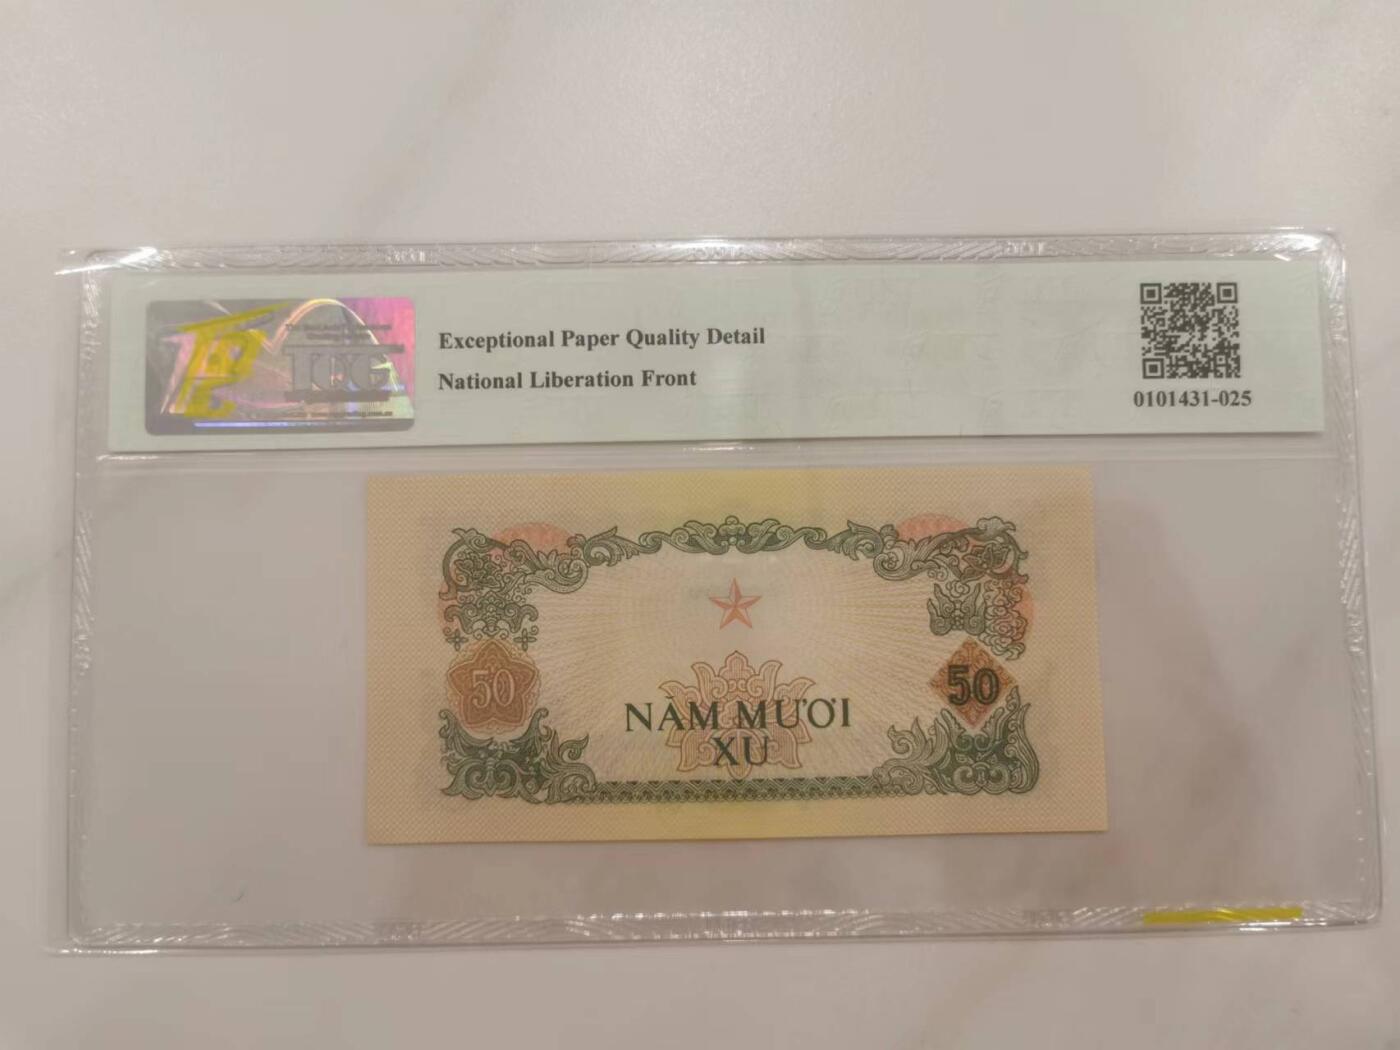 Exceptional Paper Quality Detail
National Liberation Front
0101431-025
50
50
NĂM MƯƠI
XU